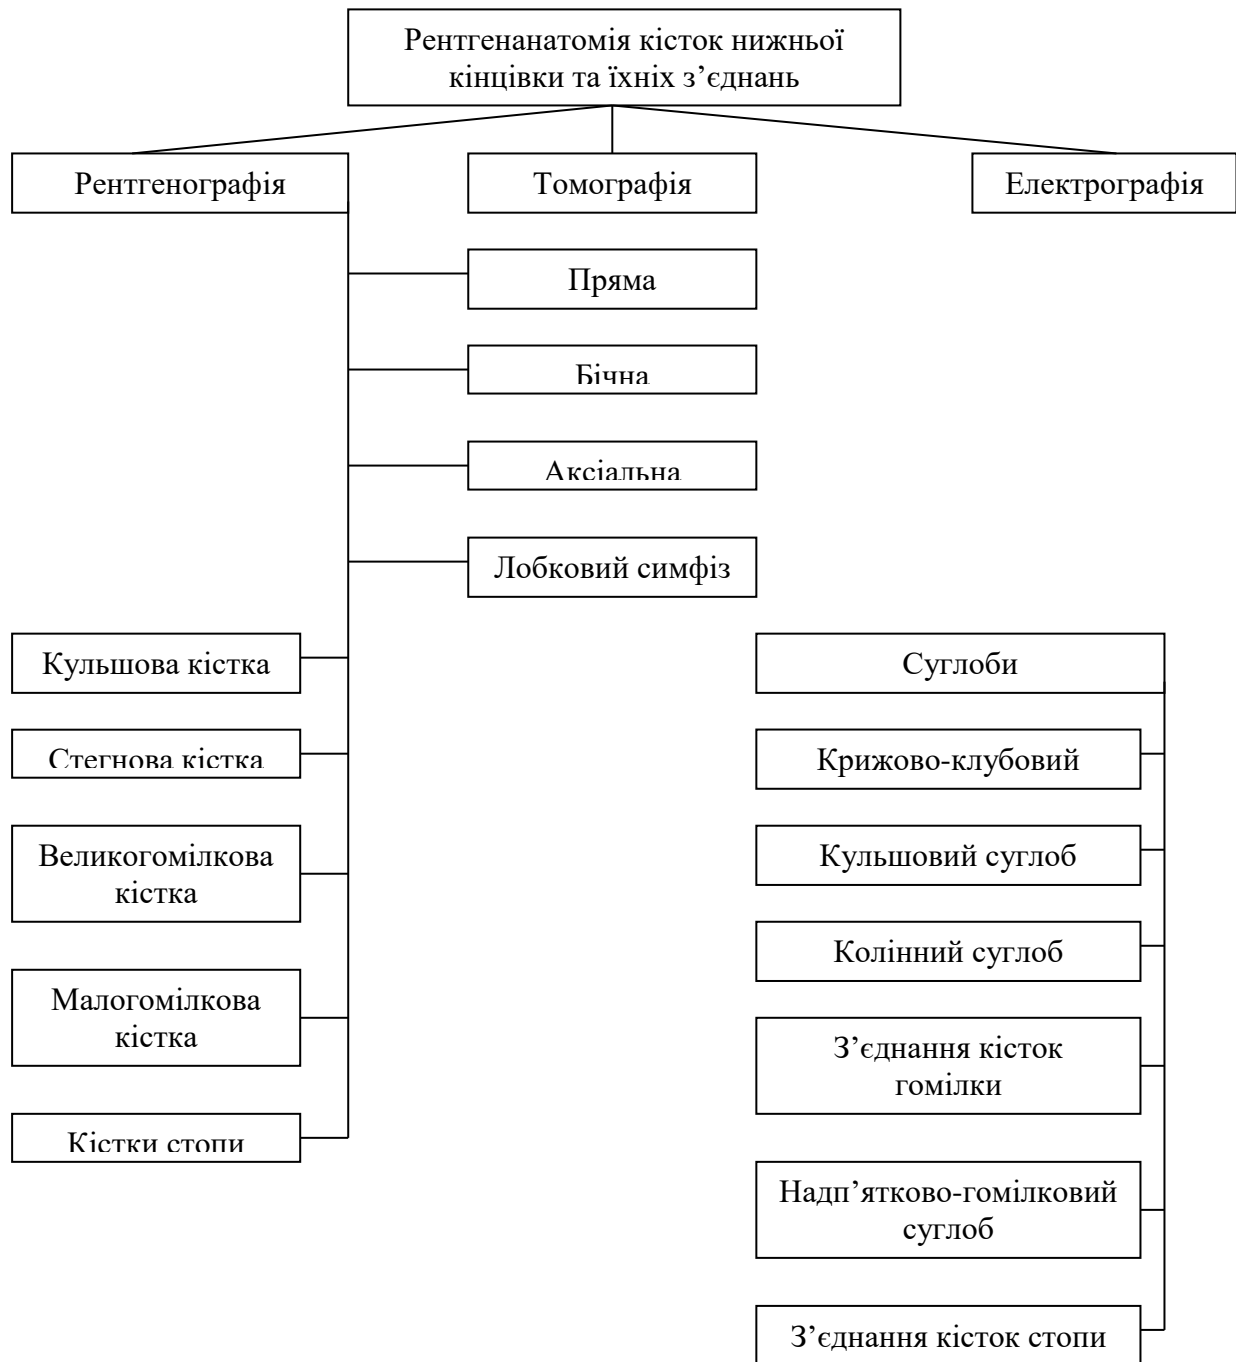 Рентгенанатомія кісток нижньої
кінцівки та їхніх з’єднань
Рентгенографія
Томографія
Електрографія
Пряма
Бічна
Аксіальна
Лобковий симфіз
Кульшова кістка
Суглоби
Стегнова кістка
Крижово-клубовий
Великогомілкова
кістка
Кульшовий суглоб
Колінний суглоб
Малогомілкова
кістка
З’єднання кісток
гомілки
Кістки стопи
Надп’ятково-гомілковий
суглоб
З’єднання кісток стопи